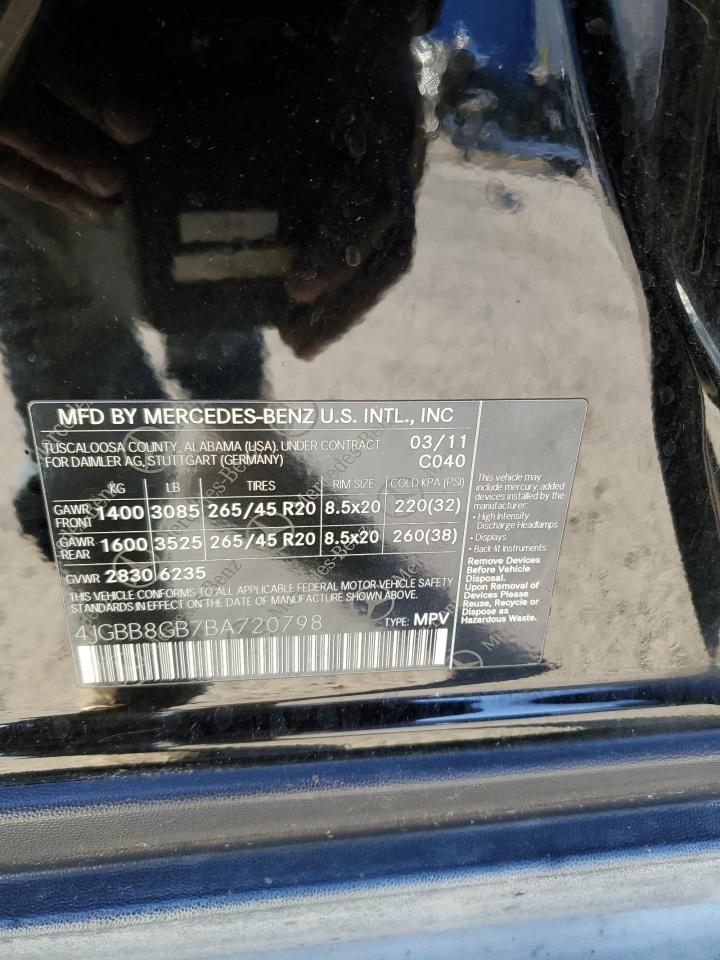 MFD BY MERCEDES-BENZ U.S. INTL., INC
TUSCALOOSA COUNTY, ALABAMA (USA). UNDER CONTRACT 03/11
FOR DAIMLER AG, STUTTGART (GERMANY) C040
KG LB TIRES RIM SIZE COLD KPA (PSI)
GAWR FRONT 1400 3085 265/45 R20 8.5x20 220(32)
GAWR REAR 1600 3525 265/45 R20 8.5x20 260(38)
GVWR 2830 6235
THIS VEHICLE CONFORMS TO ALL APPLICABLE FEDERAL MOTOR VEHICLE SAFETY
STANDARDS IN EFFECT ON THE DATE OF MANUFACTURE SHOWN ABOVE.
4JGBB8GB7BA720798 TYPE: MPV
This vehicle may
include mercury-added
devices installed by the
manufacturer:
• High Intensity
Discharge Headlamps
• Displays
• Back-lit Instruments
Remove Devices
Before Vehicle
Disposal.
Upon Removal of
Devices Please
Reuse, Recycle or
Dispose as
Hazardous Waste.
Mercedes-Benz